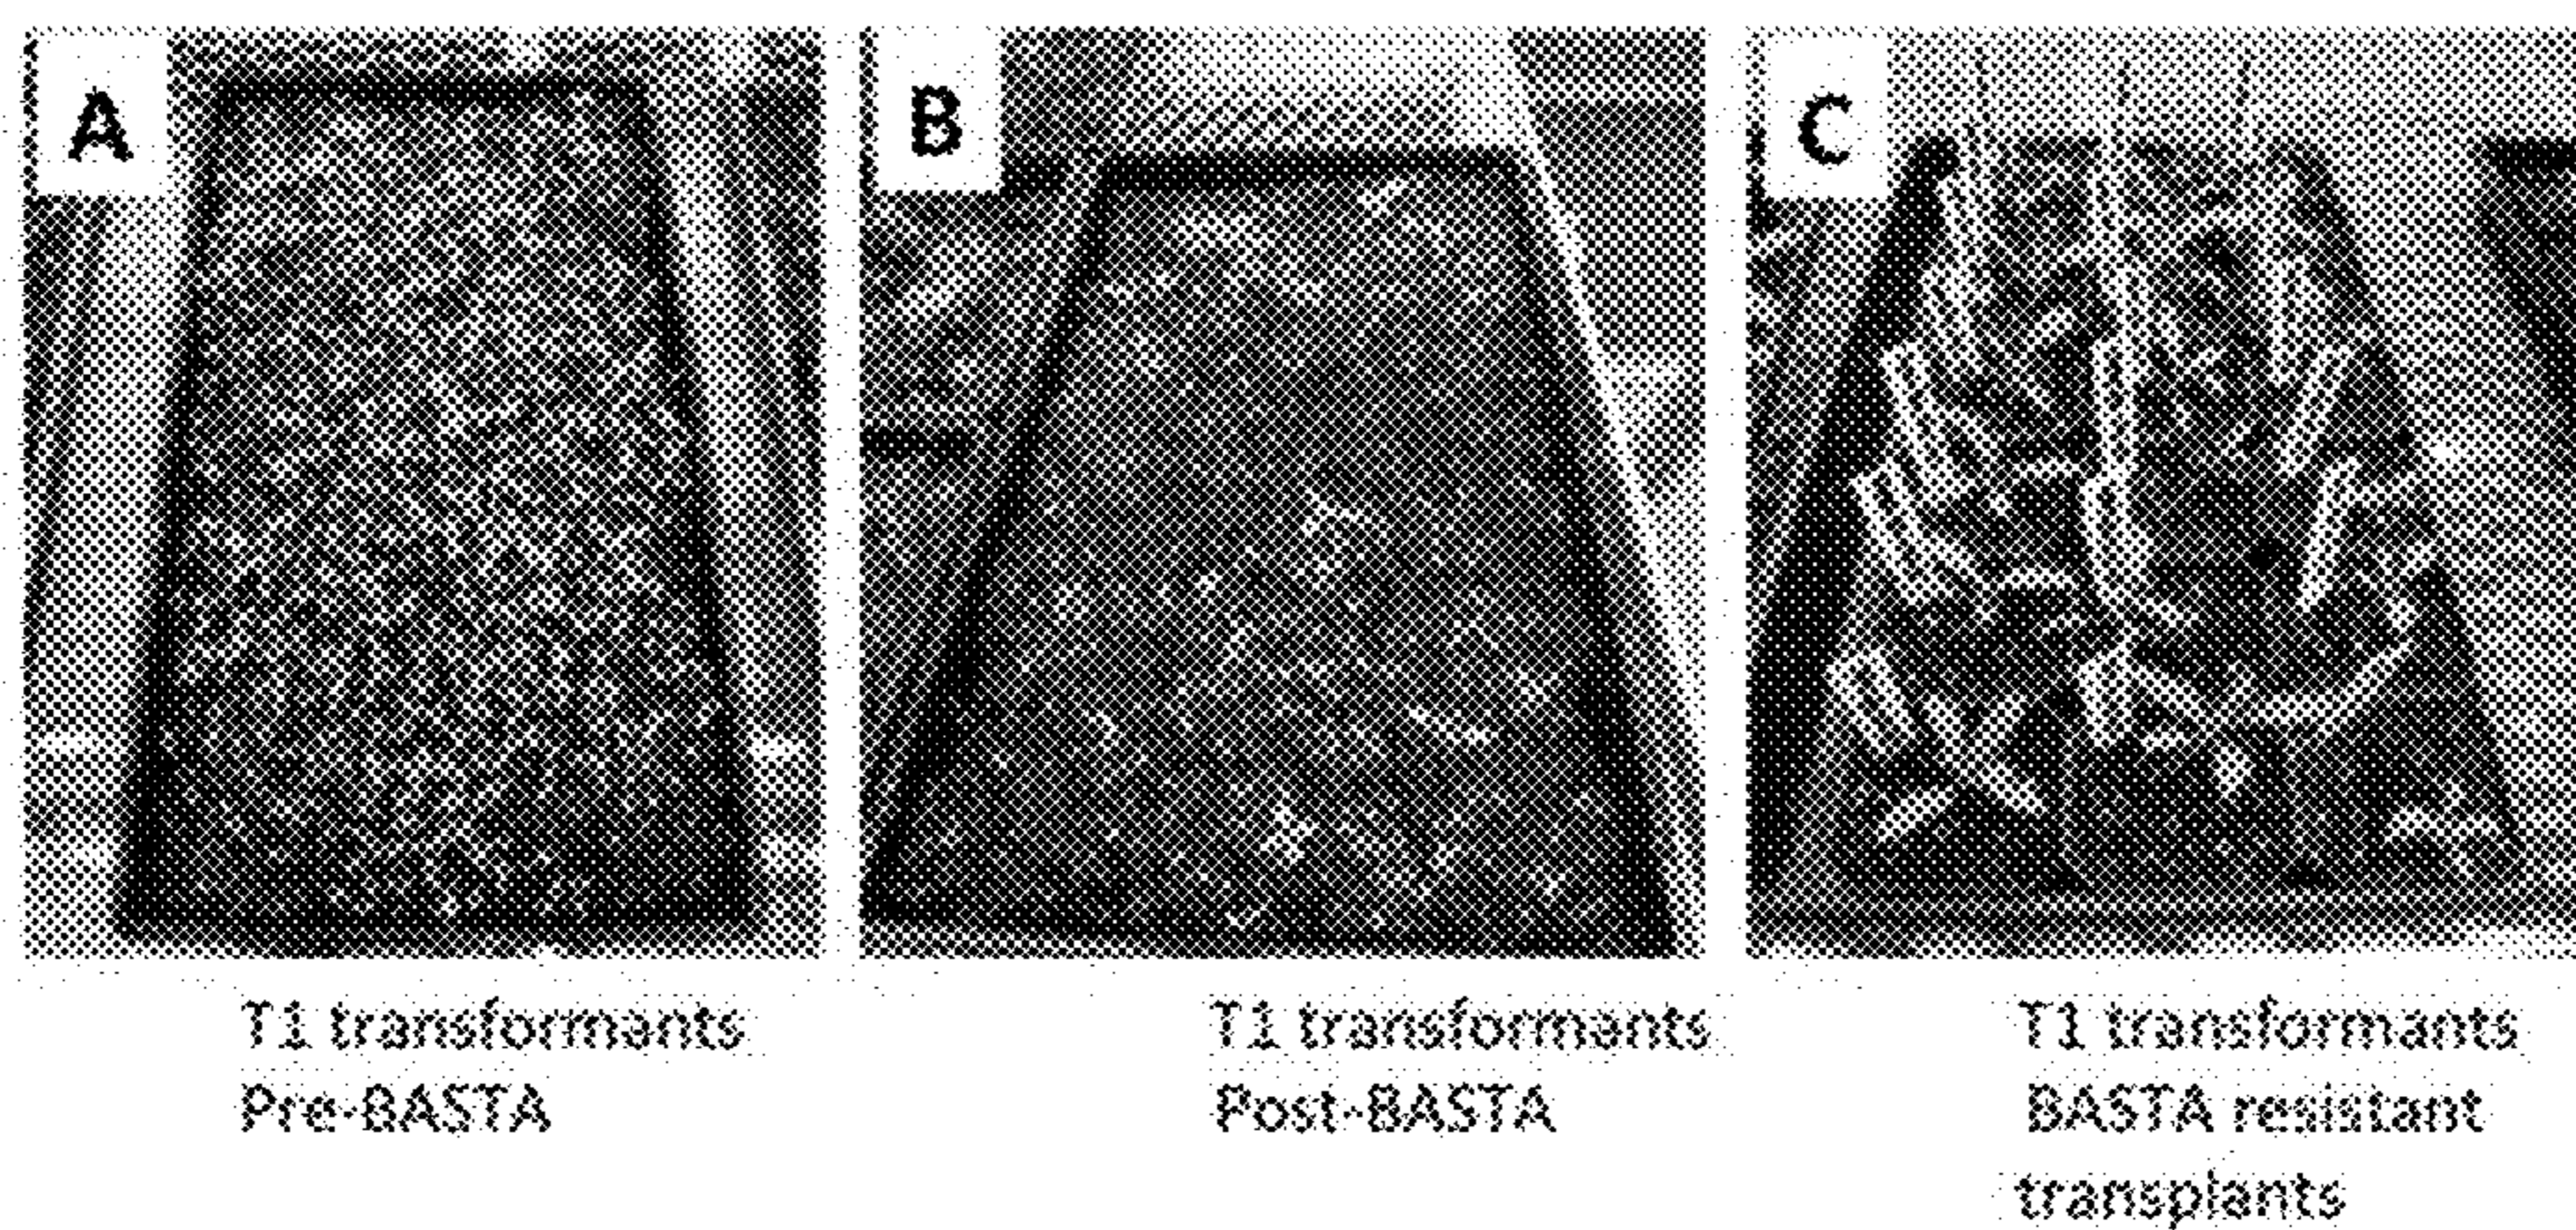 A
B
C
T1 transformants
Pre-BASTA
T1 transformants
Post-BASTA
T1 transformants
BASTA resistant
transplants